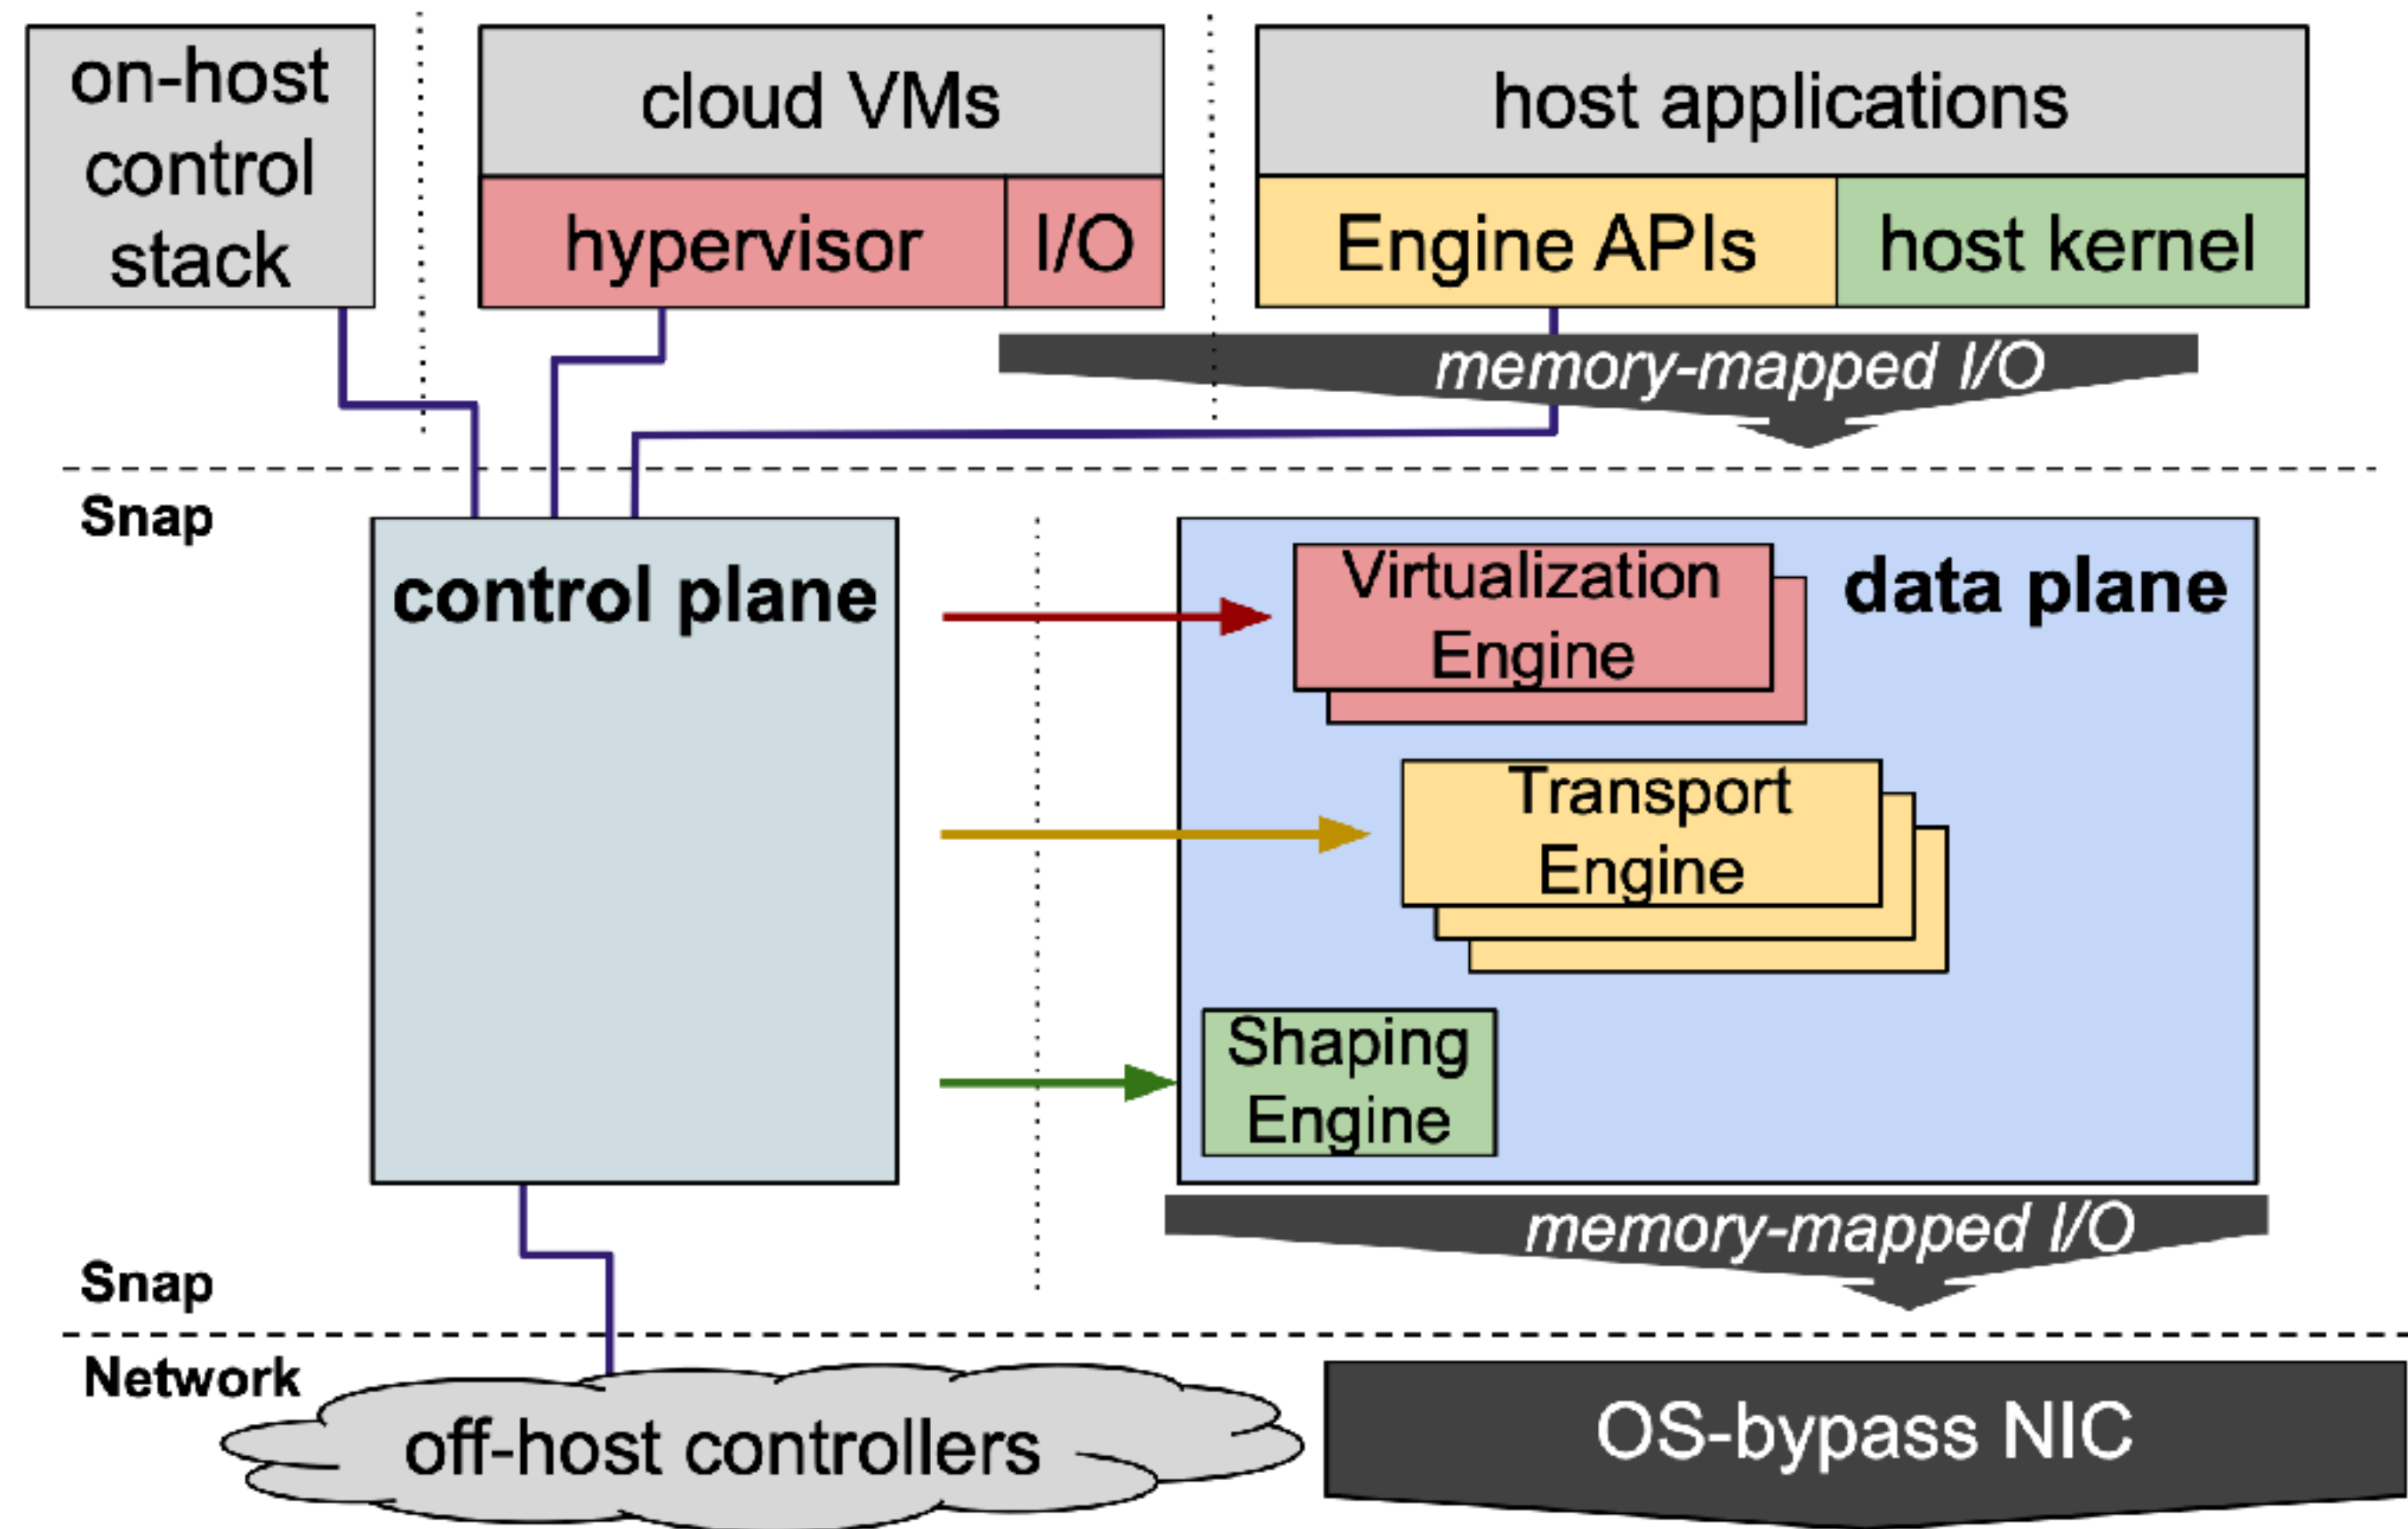 on-host
control
stack
cloud VMs
hypervisor
I/O
host applications
Engine APIs
host kernel
memory-mapped I/O
Snap
control plane
data plane
Virtualization
Engine
Transport
Engine
Shaping
Engine
memory-mapped I/O
Snap
Network
off-host controllers
OS-bypass NIC